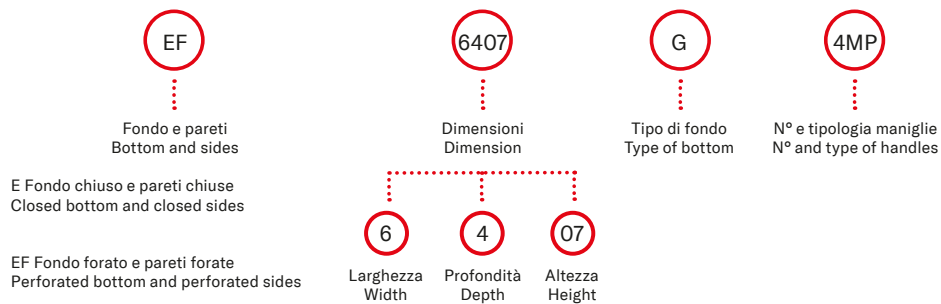 EF
6407
G
4MP
Fondo e pareti
Bottom and sides
Dimensioni
Dimension
Tipo di fondo
Type of bottom
N° e tipologia maniglie
N° and type of handles
E Fondo chiuso e pareti chiuse
Closed bottom and closed sides
EF Fondo forato e pareti forate
Perforated bottom and perforated sides
6
4
07
Larghezza
Width
Profondità
Depth
Altezza
Height